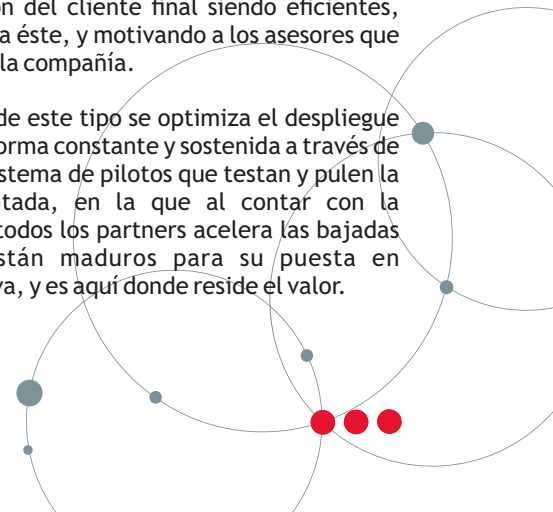 ón del cliente final siendo eficientes,
a éste, y motivando a los asesores que
la compañía.
de este tipo se optimiza el despliegue
orma constante y sostenida a través de
stema de pilotos que testan y pulen la
tada, en la que al contar con la
todos los partners acelera las bajadas
stán maduros para su puesta en
va, y es aquí donde reside el valor.